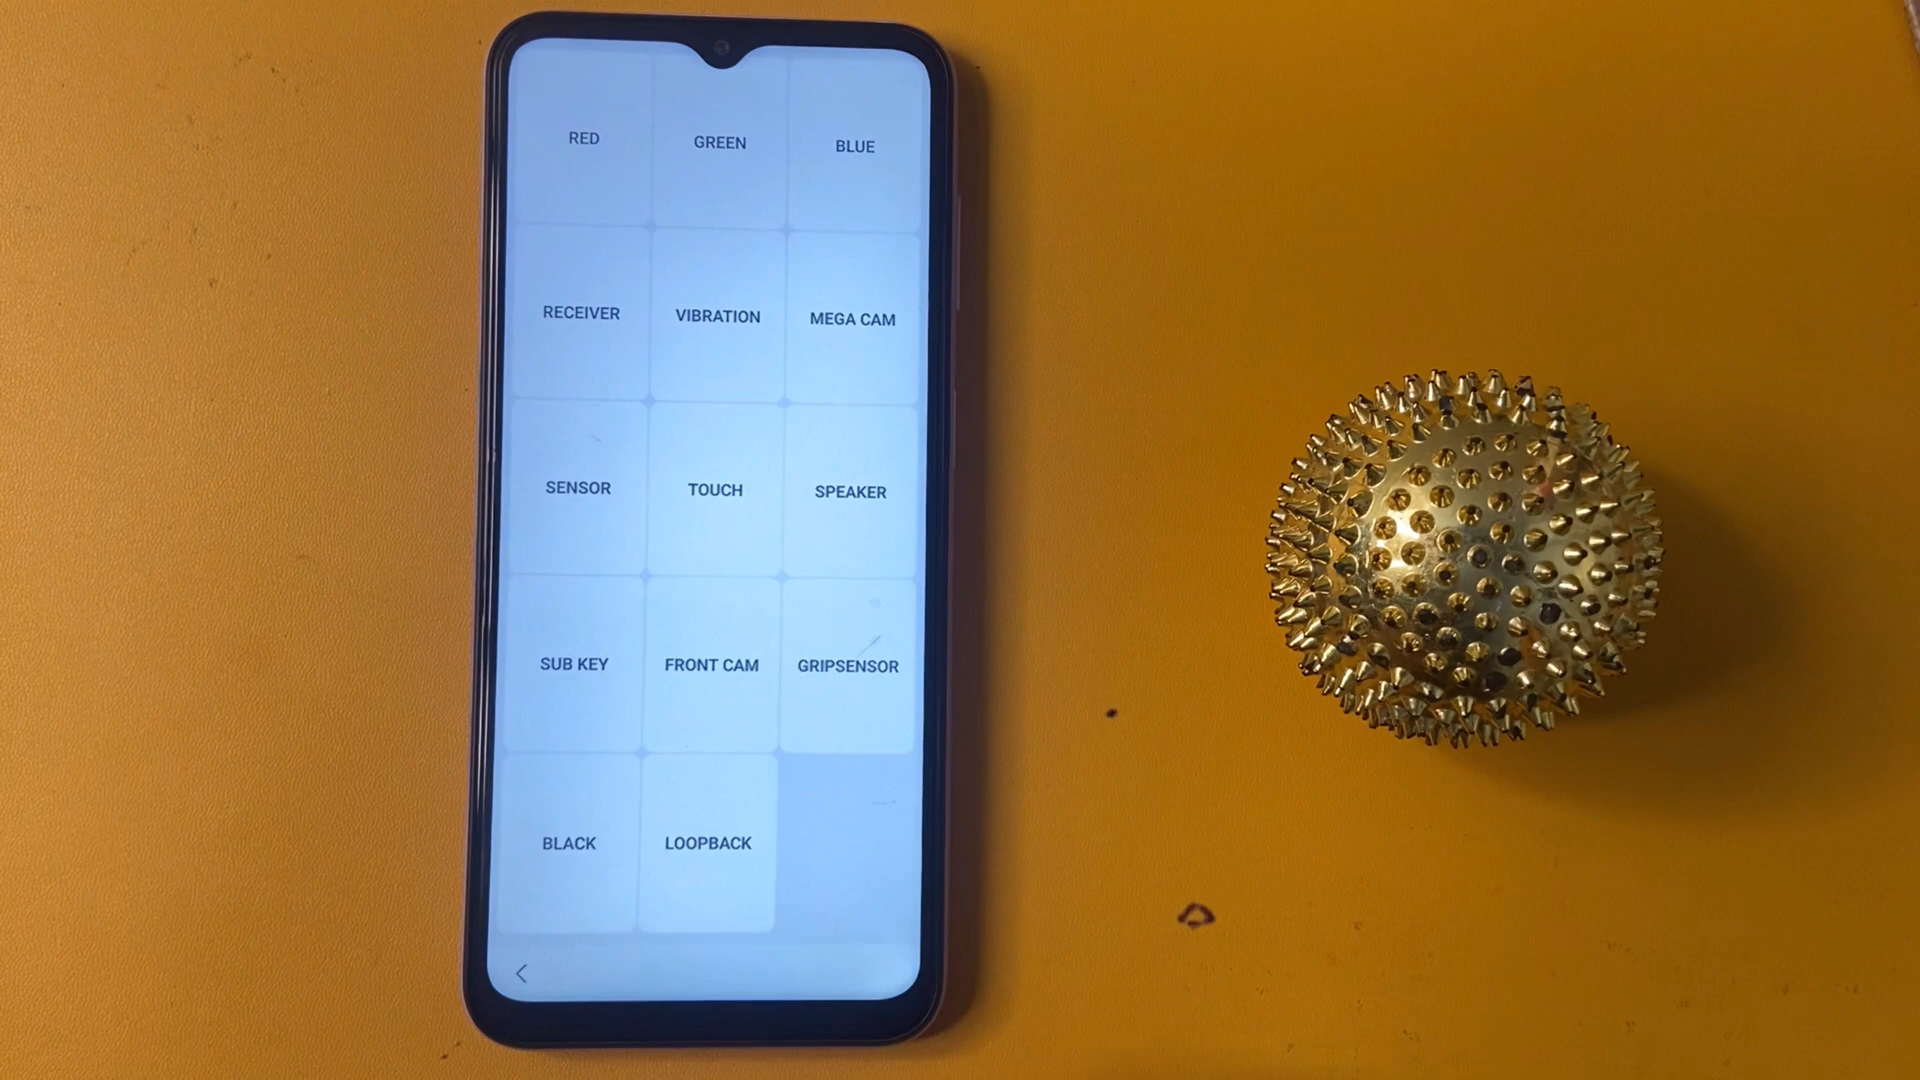 RED GREEN BLUE
RECEIVER VIBRATION MEGA CAM
SENSOR TOUCH SPEAKER
SUB KEY FRONT CAM GRIPSENSOR
BLACK LOOPBACK